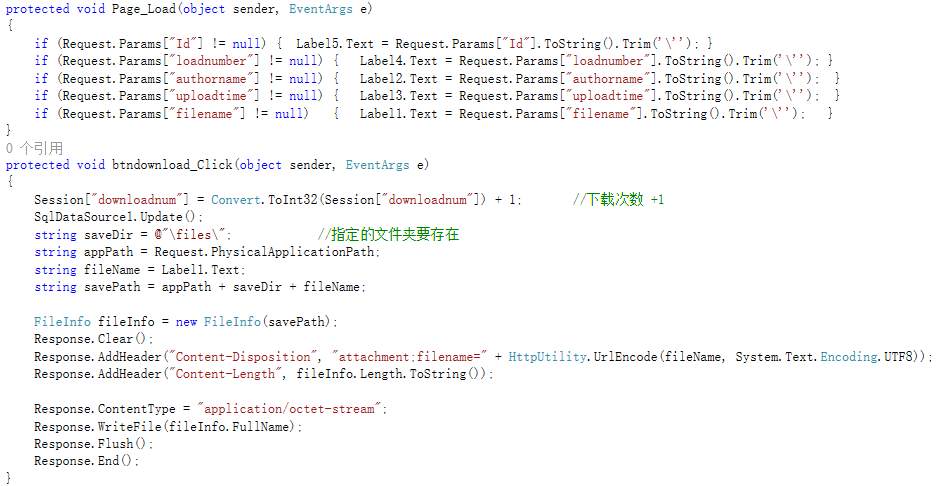 protected void Page_Load(object sender, EventArgs e)
{
    if (Request.Params["Id"] != null) {  Label5.Text = Request.Params["Id"].ToString().Trim('\''); }
    if (Request.Params["loadnumber"] != null) {   Label4.Text = Request.Params["loadnumber"].ToString().Trim('\''); }
    if (Request.Params["authorname"] != null) {   Label2.Text = Request.Params["authorname"].ToString().Trim('\'');  }
    if (Request.Params["uploadtime"] != null) {   Label3.Text = Request.Params["uploadtime"].ToString().Trim('\'');  }
    if (Request.Params["filename"] != null)   {   Label1.Text = Request.Params["filename"].ToString().Trim('\'');   }
}
0 个引用
protected void btndownload_Click(object sender, EventArgs e)
{
    Session["downloadnum"] = Convert.ToInt32(Session["downloadnum"]) + 1;       //下载次数 +1
    SqlDataSource1.Update();
    string saveDir = @"\files\";            //指定的文件夹要存在
    string appPath = Request.PhysicalApplicationPath;
    string fileName = Label1.Text;
    string savePath = appPath + saveDir + fileName;
    FileInfo fileInfo = new FileInfo(savePath);
    Response.Clear();
    Response.AddHeader("Content-Disposition", "attachment;filename=" + HttpUtility.UrlEncode(fileName, System.Text.Encoding.UTF8));
    Response.AddHeader("Content-Length", fileInfo.Length.ToString());
    Response.ContentType = "application/octet-stream";
    Response.WriteFile(fileInfo.FullName);
    Response.Flush();
    Response.End();
}